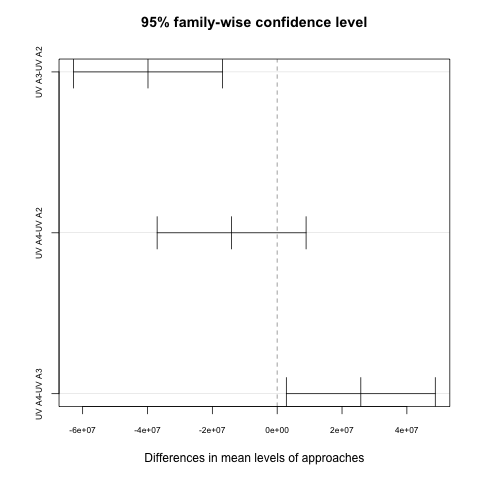 95% family-wise confidence level
UV A3-UV A2
UV A4-UV A2
UV A4-UV A3
-6e+07 -4e+07 -2e+07 0e+00 2e+07 4e+07
Differences in mean levels of approaches